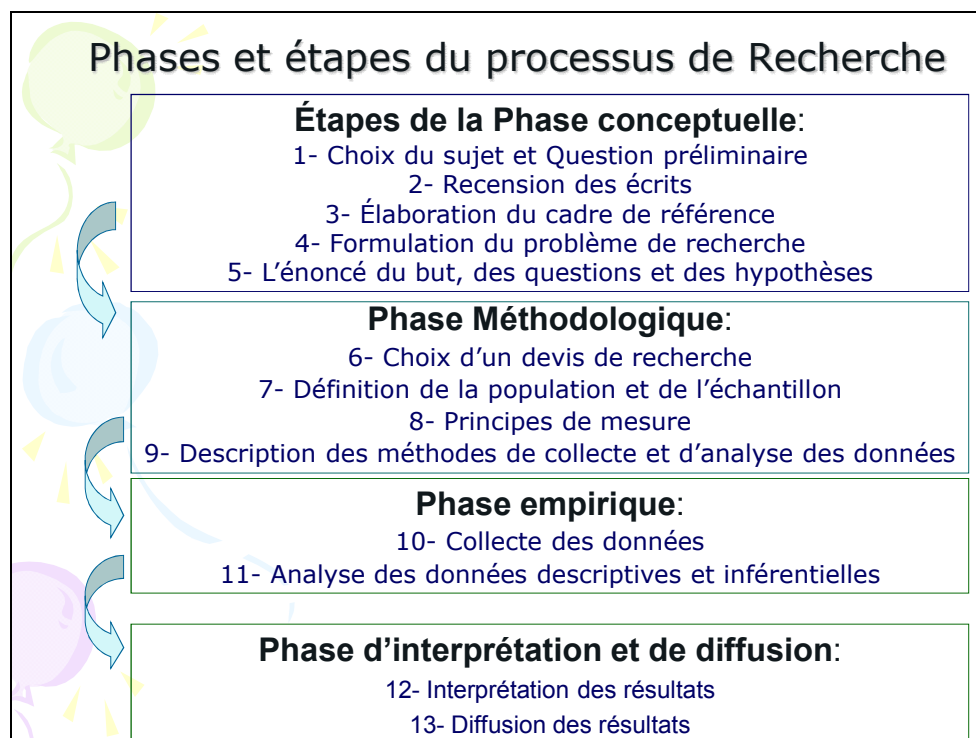 Phases et étapes du processus de Recherche
Étapes de la Phase conceptuelle:
1- Choix du sujet et Question préliminaire
2- Recension des écrits
3- Élaboration du cadre de référence
4- Formulation du problème de recherche
5- L’énoncé du but, des questions et des hypothèses
Phase Méthodologique:
6- Choix d’un devis de recherche
7- Définition de la population et de l’échantillon
8- Principes de mesure
9- Description des méthodes de collecte et d’analyse des données
Phase empirique:
10- Collecte des données
11- Analyse des données descriptives et inférentielles
Phase d’interprétation et de diffusion:
12- Interprétation des résultats
13- Diffusion des résultats